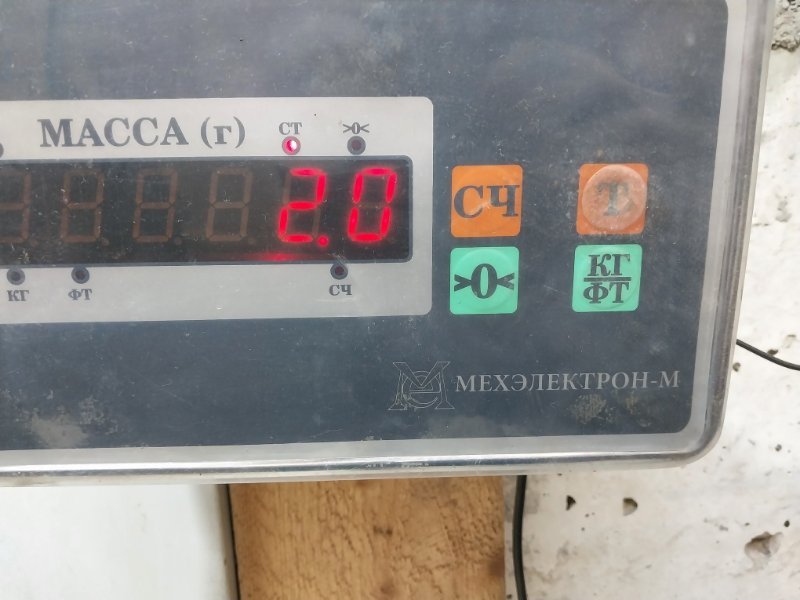 МАССА (г)
СТ
>0<
2.0
КГ
ФТ
СЧ
СЧ
Т
>0<
КГ
ФТ
МЕХЭЛЕКТРОН-М